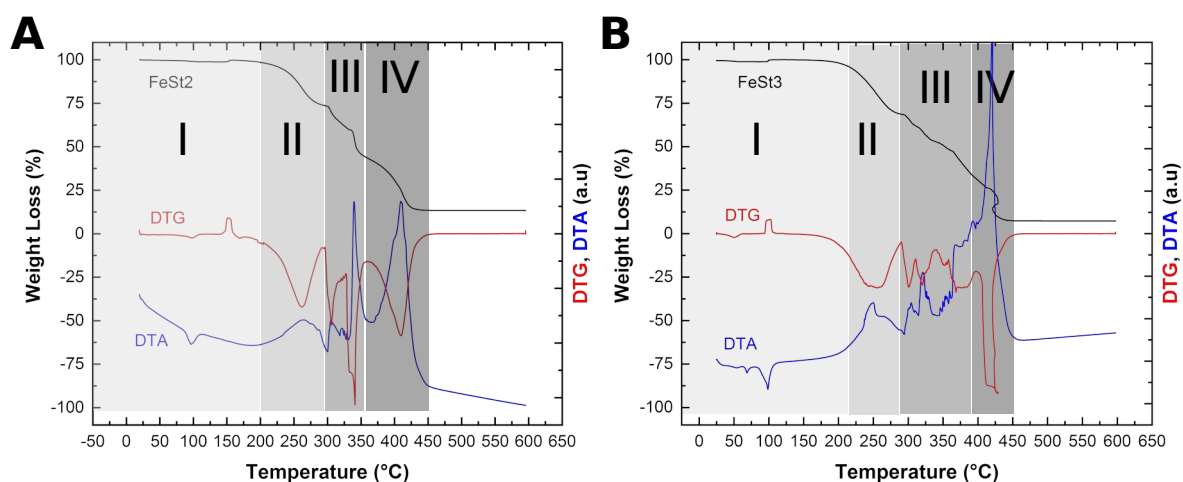 A
100
75
50
25
0
-25
-50
-75
-100
Weight Loss (%)
FeSt2
I
II
III
IV
DTG
DTA
-50
0
50
100
150
200
250
300
350
400
450
500
550
600
650
Temperature (°C)
DTG, DTA (a.u)
B
100
75
50
25
0
-25
-50
-75
-100
Weight Loss (%)
FeSt3
I
II
III
IV
DTG
DTA
0
50
100
150
200
250
300
350
400
450
500
550
600
650
Temperature (°C)
DTG, DTA (a.u)